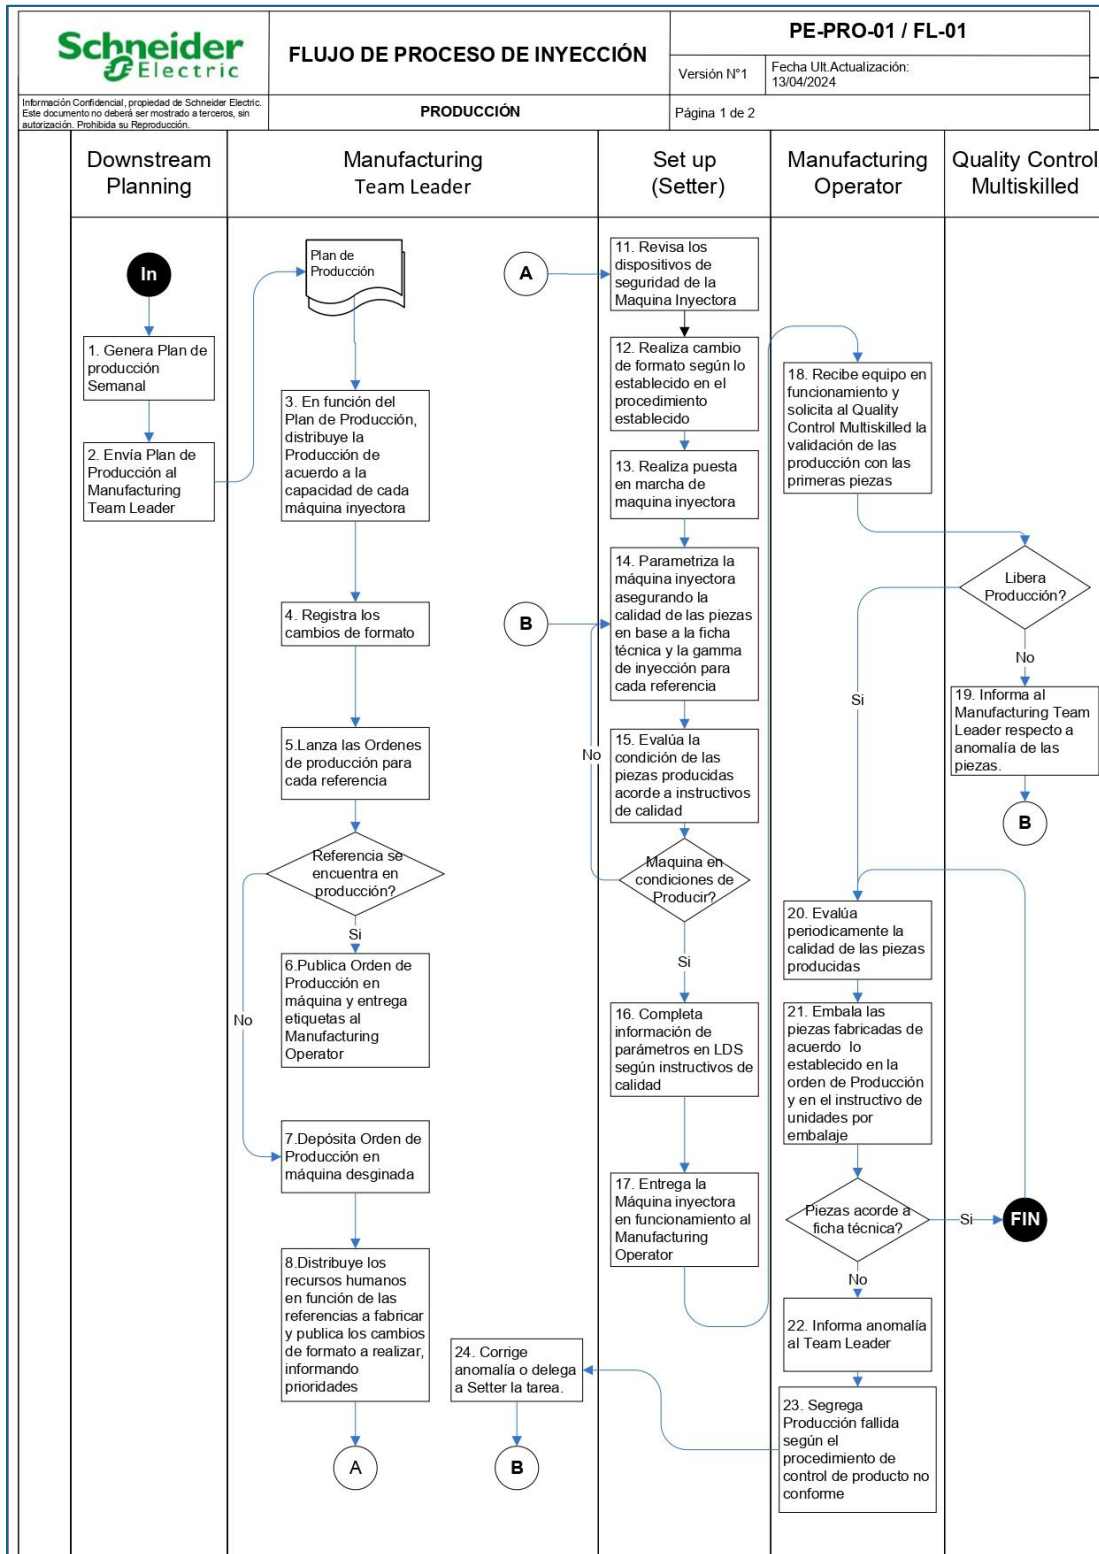 Schneider
Electric
FLUJO DE PROCESO DE INYECCIÓN
PE-PRO-01 / FL-01
Versión N°1
Fecha Ult.Actualización:
13/04/2024
Información Confidencial, propiedad de Schneider Electric.
Este documento no deberá ser mostrado a terceros, sin
autorización. Prohibida su Reproducción.
PRODUCCIÓN
Página 1 de 2
Downstream
Planning
Manufacturing
Team Leader
Set up
(Setter)
Manufacturing
Operator
Quality Control
Multiskilled
In
1. Genera Plan de
producción
Semanal
2. Envía Plan de
Producción al
Manufacturing
Team Leader
Plan de
Producción
3. En función del
Plan de Producción,
distribuye la
Producción de
acuerdo a la
capacidad de cada
máquina inyectora
4. Registra los
cambios de formato
5.Lanza las Ordenes
de producción para
cada referencia
Referencia se
encuentra en
producción?
Si
No
6.Publica Orden de
Producción en
máquina y entrega
etiquetas al
Manufacturing
Operator
7.Depósita Orden de
Producción en
máquina desginada
8.Distribuye los
recursos humanos
en función de las
referencias a fabricar
y publica los cambios
de formato a realizar,
informando
prioridades
A
A
B
24. Corrige
anomalía o delega
a Setter la tarea.
B
11. Revisa los
dispositivos de
seguridad de la
Maquina Inyectora
12. Realiza cambio
de formato según lo
establecido en el
procedimiento
establecido
13. Realiza puesta
en marcha de
maquina inyectora
14. Parametriza la
máquina inyectora
asegurando la
calidad de las piezas
en base a la ficha
técnica y la gamma
de inyección para
cada referencia
15. Evalúa la
condición de las
piezas producidas
acorde a instructivos
de calidad
No
Maquina en
condiciones de
Producir?
Si
16. Completa
información de
parámetros en LDS
según instructivos de
calidad
17. Entrega la
Máquina inyectora
en funcionamiento al
Manufacturing
Operator
18. Recibe equipo en
funcionamiento y
solicita al Quality
Control Multiskilled la
validación de las
producción con las
primeras piezas
Libera
Producción?
No
Si
19. Informa al
Manufacturing Team
Leader respecto a
anomalía de las
piezas.
B
20. Evalúa
periodicamente la
calidad de las piezas
producidas
21. Embala las
piezas fabricadas de
acuerdo lo
establecido en la
orden de Producción
y en el instructivo de
unidades por
embalaje
Piezas acorde a
ficha técnica?
Si
FIN
No
22. Informa anomalía
al Team Leader
23. Segrega
Producción fallida
según el
procedimiento de
control de producto no
conforme